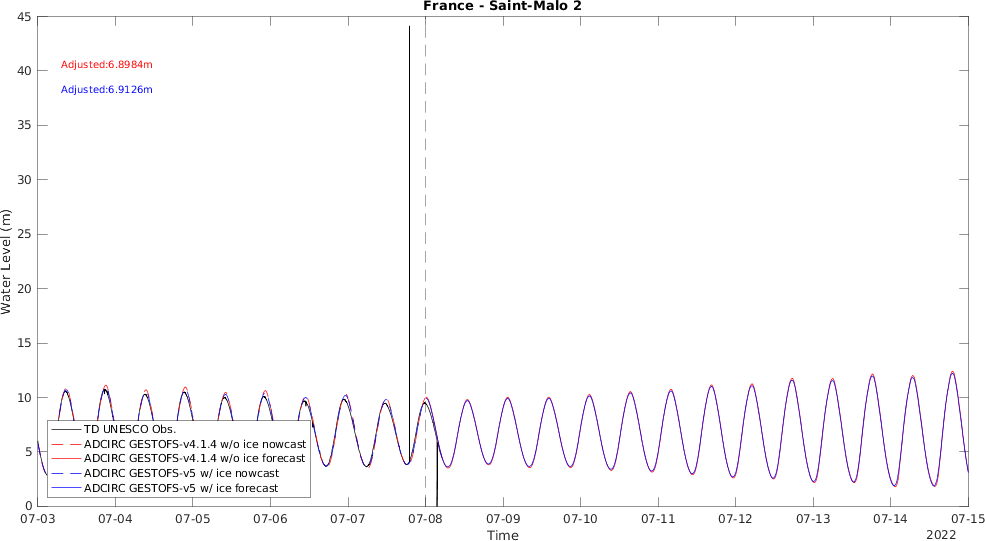 France - Saint-Malo 2
45
40
35
30
25
20
15
10
5
0
Water Level (m)
Adjusted:6.8984m
Adjusted:6.9126m
TD UNESCO Obs.
ADCIRC GESTOFS-v4.1.4 w/o ice nowcast
ADCIRC GESTOFS-v4.1.4 w/o ice forecast
ADCIRC GESTOFS-v5 w/ ice nowcast
ADCIRC GESTOFS-v5 w/ ice forecast
07-03 07-04 07-05 07-06 07-07 07-08 07-09 07-10 07-11 07-12 07-13 07-14 07-15
Time
2022